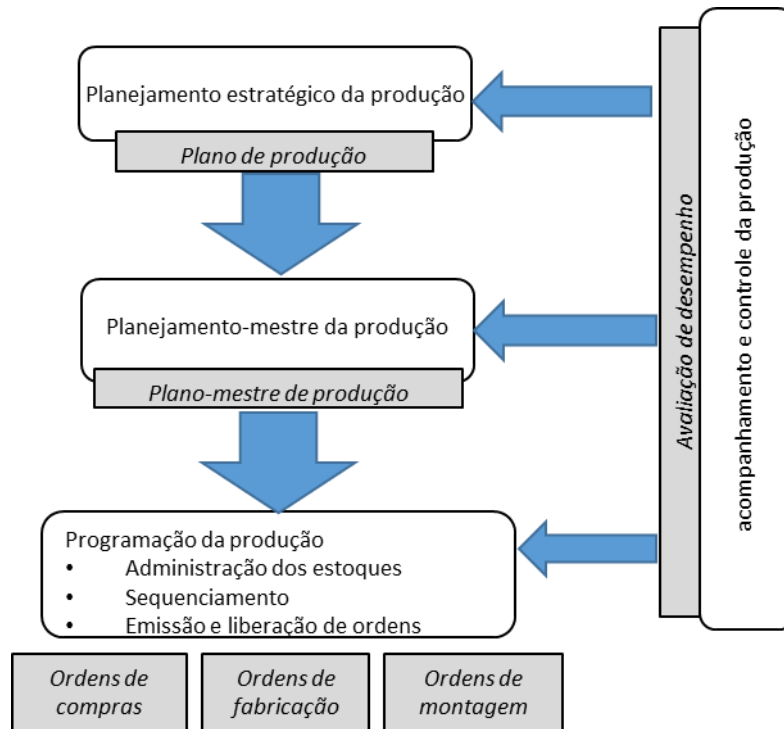 Planejamento estratégico da produção
Plano de produção
Planejamento-mestre da produção
Plano-mestre de produção
Programação da produção
• Administração dos estoques
• Sequenciamento
• Emissão e liberação de ordens
Ordens de
compras
Ordens de
fabricação
Ordens de
montagem
Avaliação de desempenho
acompanhamento e controle da produção